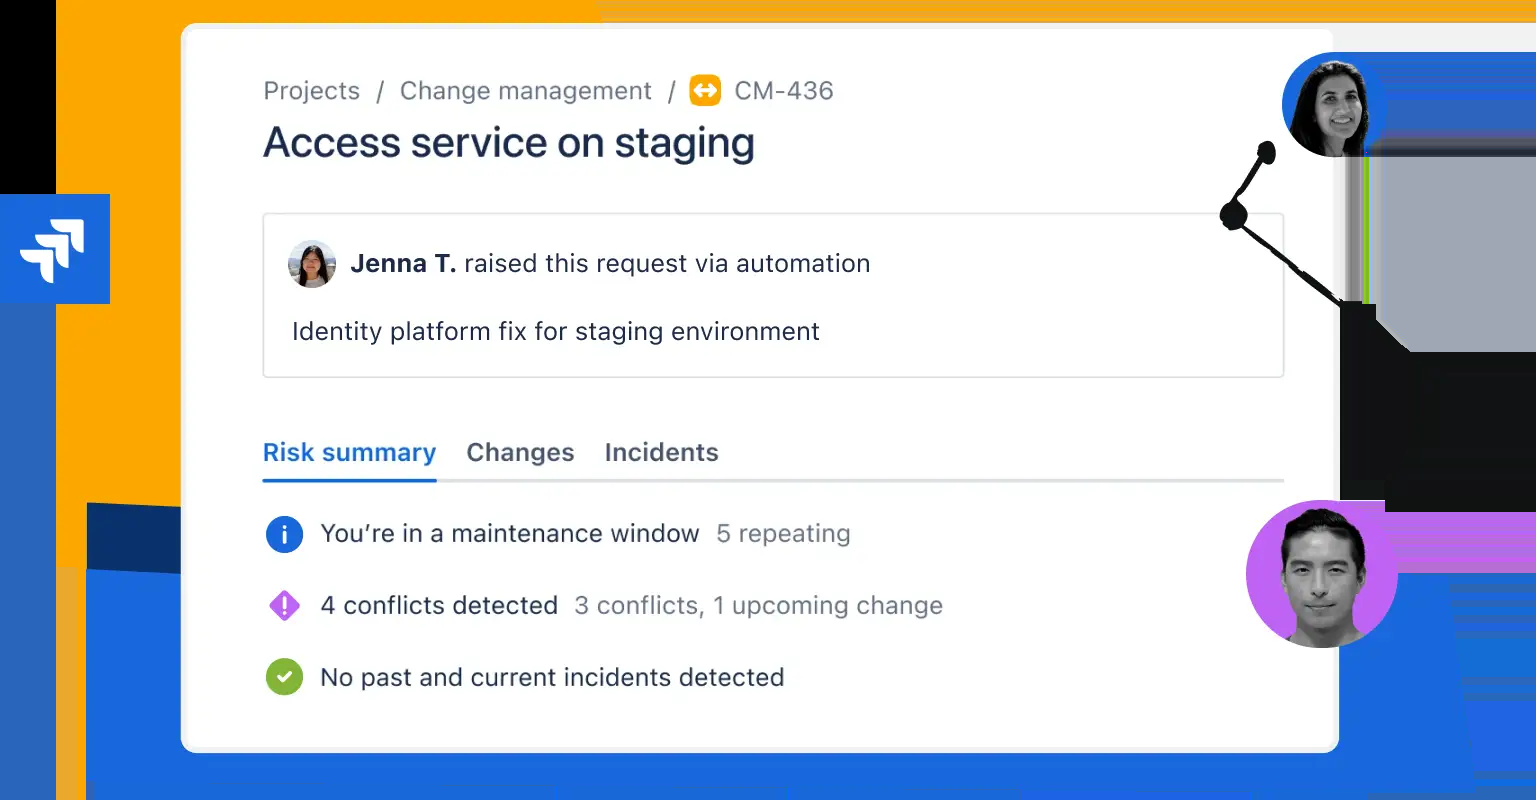 Projects / Change management / CM-436
Access service on staging
Jenna T. raised this request via automation
Identity platform fix for staging environment
Risk summary Changes Incidents
You’re in a maintenance window 5 repeating
4 conflicts detected 3 conflicts, 1 upcoming change
No past and current incidents detected